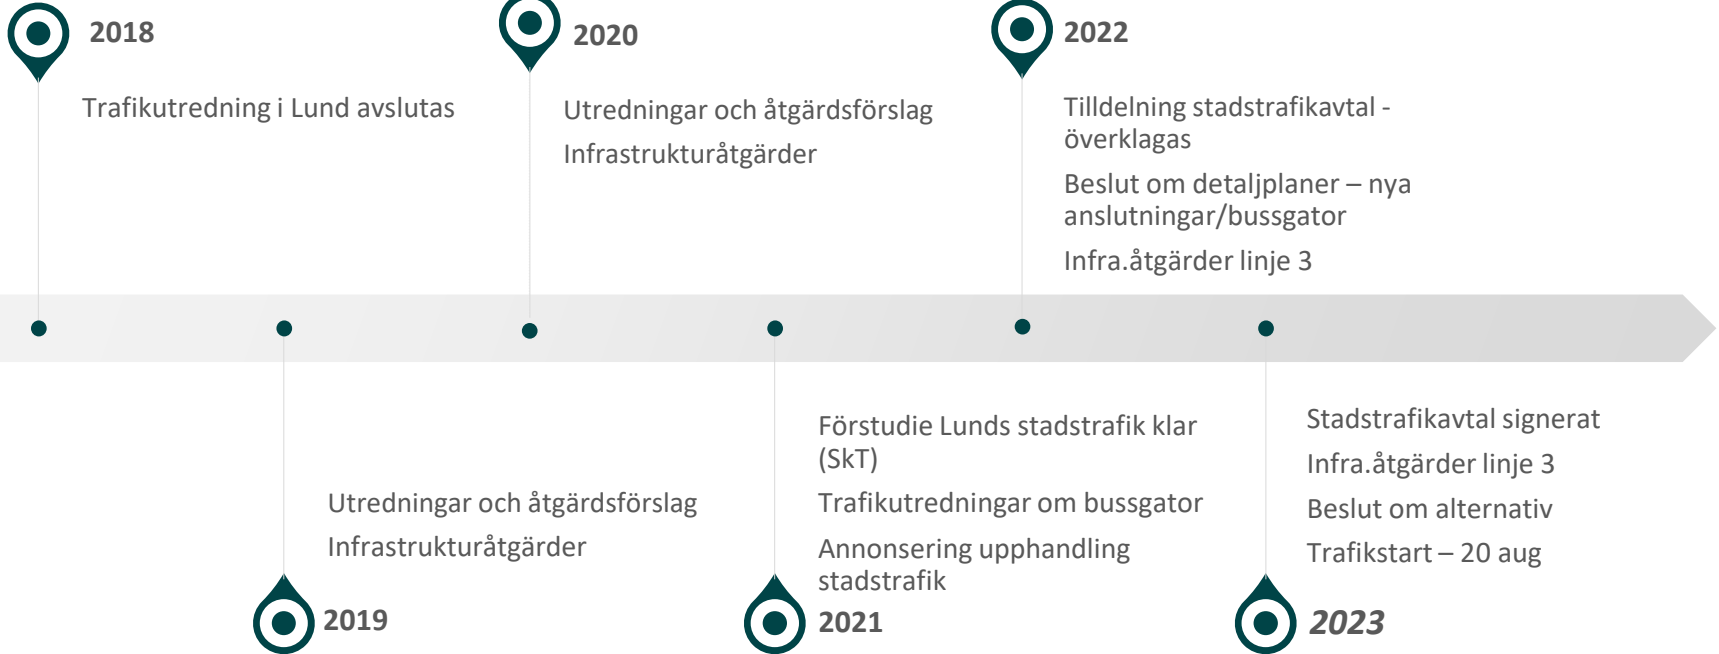 2018
Trafikutredning i Lund avslutas
2020
Utredningar och åtgärdsförslag
Infrastrukturåtgärder
2022
Tilldelning stadstrafikavtal -
överklagas
Beslut om detaljplaner – nya
anslutningar/bussgator
Infra.åtgärder linje 3
Utredningar och åtgärdsförslag
Infrastrukturåtgärder
2019
Förstudie Lunds stadstrafik klar
(SkT)
Trafikutredningar om bussgator
Annonsering upphandling
stadstrafik
2021
Stadstrafikavtal signerat
Infra.åtgärder linje 3
Beslut om alternativ
Trafikstart – 20 aug
2023